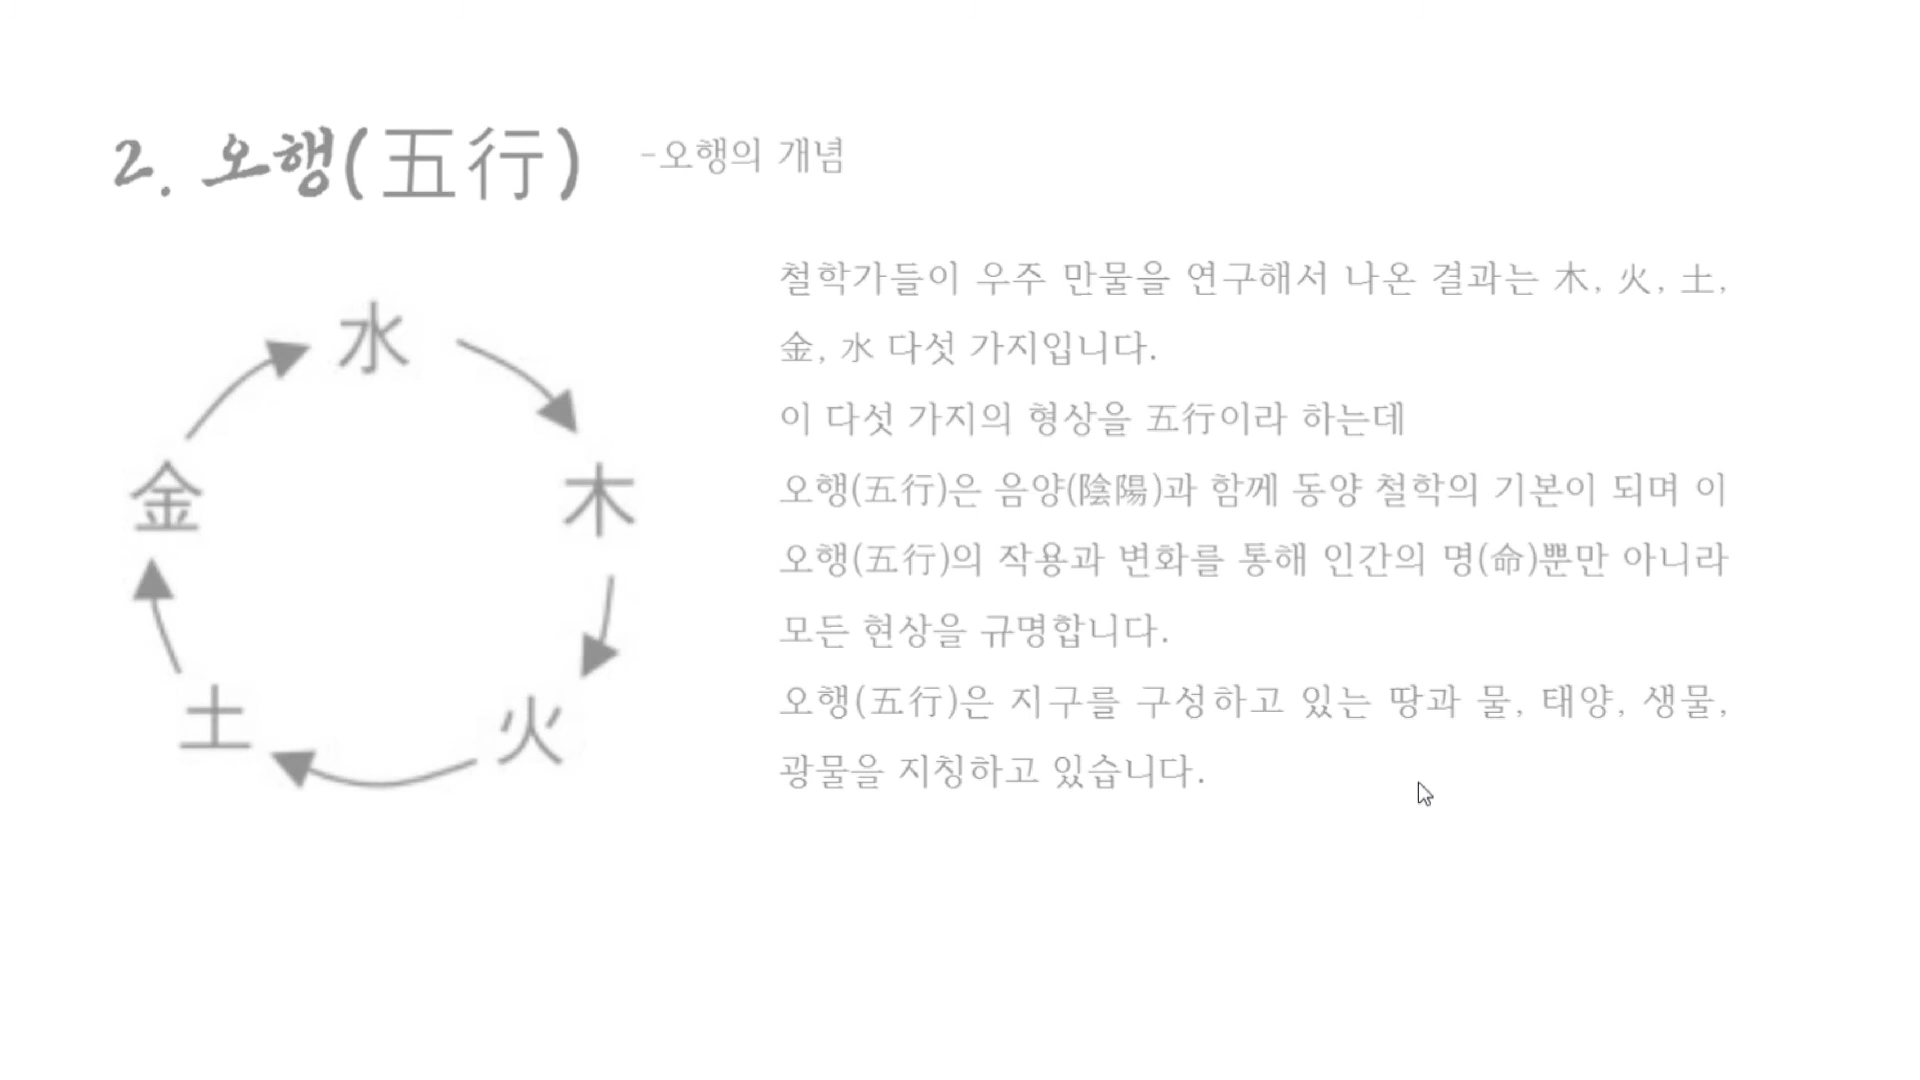 2. 오행(五行) -오행의 개념
水
金
木
土
火
철학가들이 우주 만물을 연구해서 나온 결과는 木, 火, 土,
金, 水 다섯 가지입니다.
이 다섯 가지의 형상을 五行이라 하는데
오행(五行)은 음양(陰陽)과 함께 동양 철학의 기본이 되며 이
오행(五行)의 작용과 변화를 통해 인간의 명(命)뿐만 아니라
모든 현상을 규명합니다.
오행(五行)은 지구를 구성하고 있는 땅과 물, 태양, 생물,
광물을 지칭하고 있습니다.